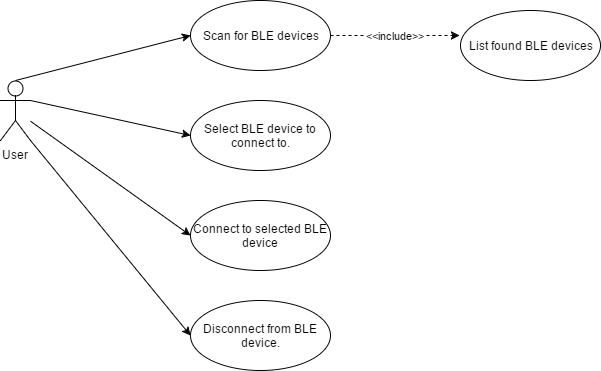 Scan for BLE devices
<<include>>
List found BLE devices
Select BLE device to
connect to.
User
Connect to selected BLE
device
Disconnect from BLE
device.